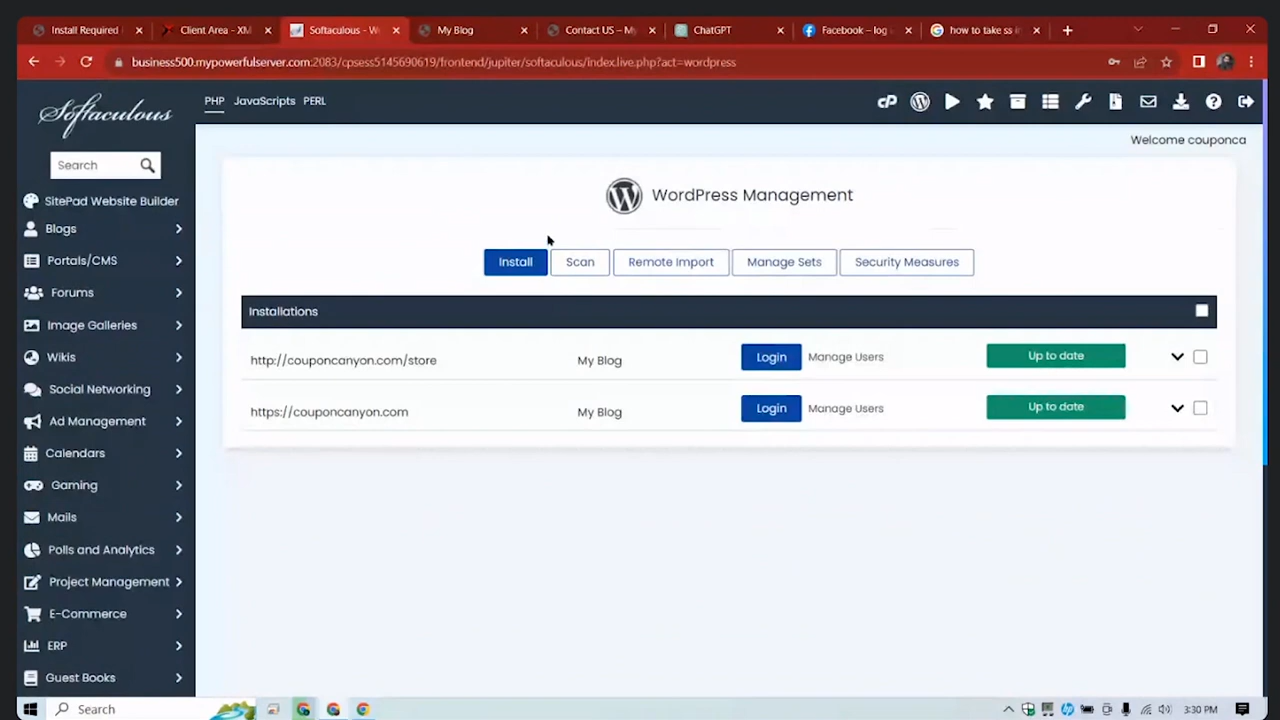 Install Required
Client Area - XM
Softaculous - W
My Blog
Contact US – My
ChatGPT
Facebook – log
how to take ss i
business500.mypowerfulserver.com:2083/cpsess5145690619/frontend/jupiter/softaculous/index.live.php?act=wordpress
Softaculous
PHP JavaScripts PERL
cP
Welcome couponca
Search
WordPress Management
SitePad Website Builder
Blogs
Portals/CMS
Forums
Image Galleries
Wikis
Social Networking
Ad Management
Calendars
Gaming
Mails
Polls and Analytics
Project Management
E-Commerce
ERP
Guest Books
Install Scan Remote Import Manage Sets Security Measures
Installations
http://couponcanyon.com/store My Blog Login Manage Users Up to date
https://couponcanyon.com My Blog Login Manage Users Up to date
Search
3:30 PM